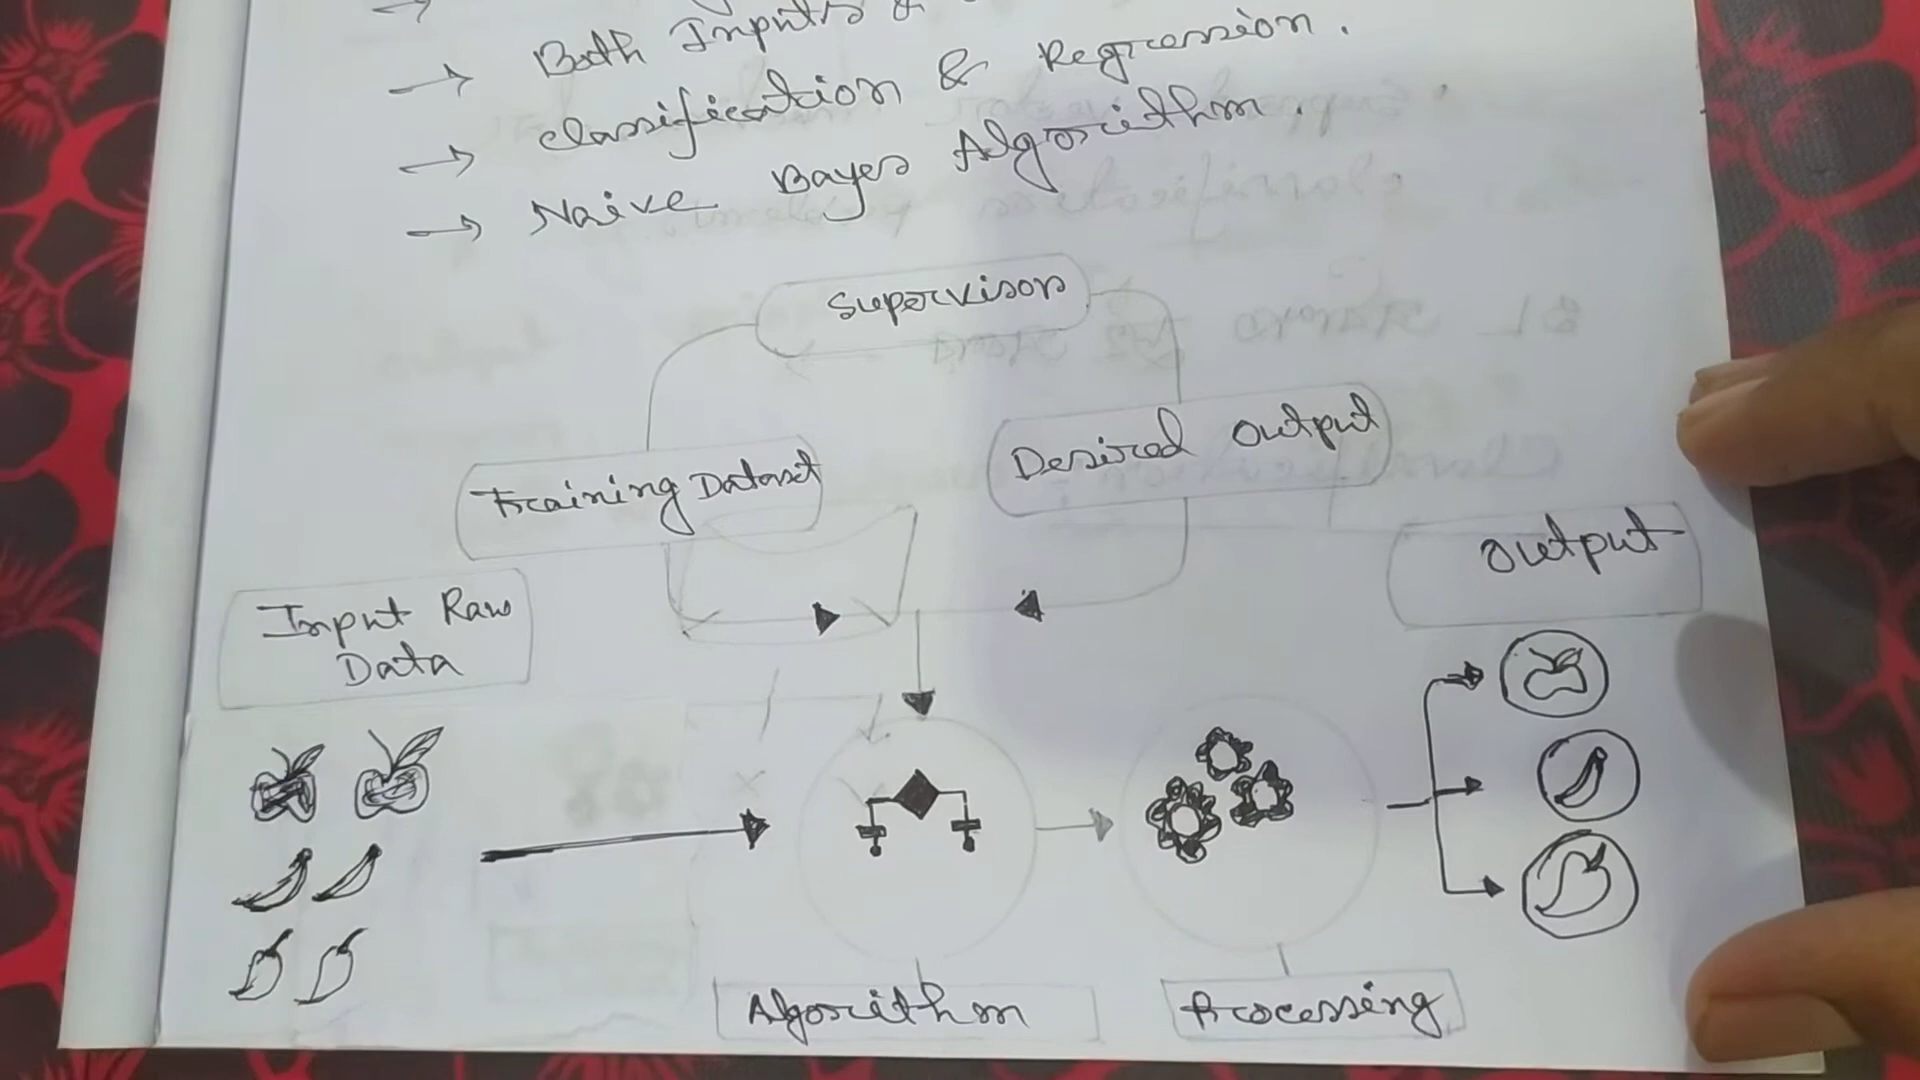 → Both Inputs &
→ classification & Regression.
→ Naive Bayes Algorithm.
Supervisor
Training Dataset
Desired Output
Output
Input Raw
Data
Algorithm
Processing